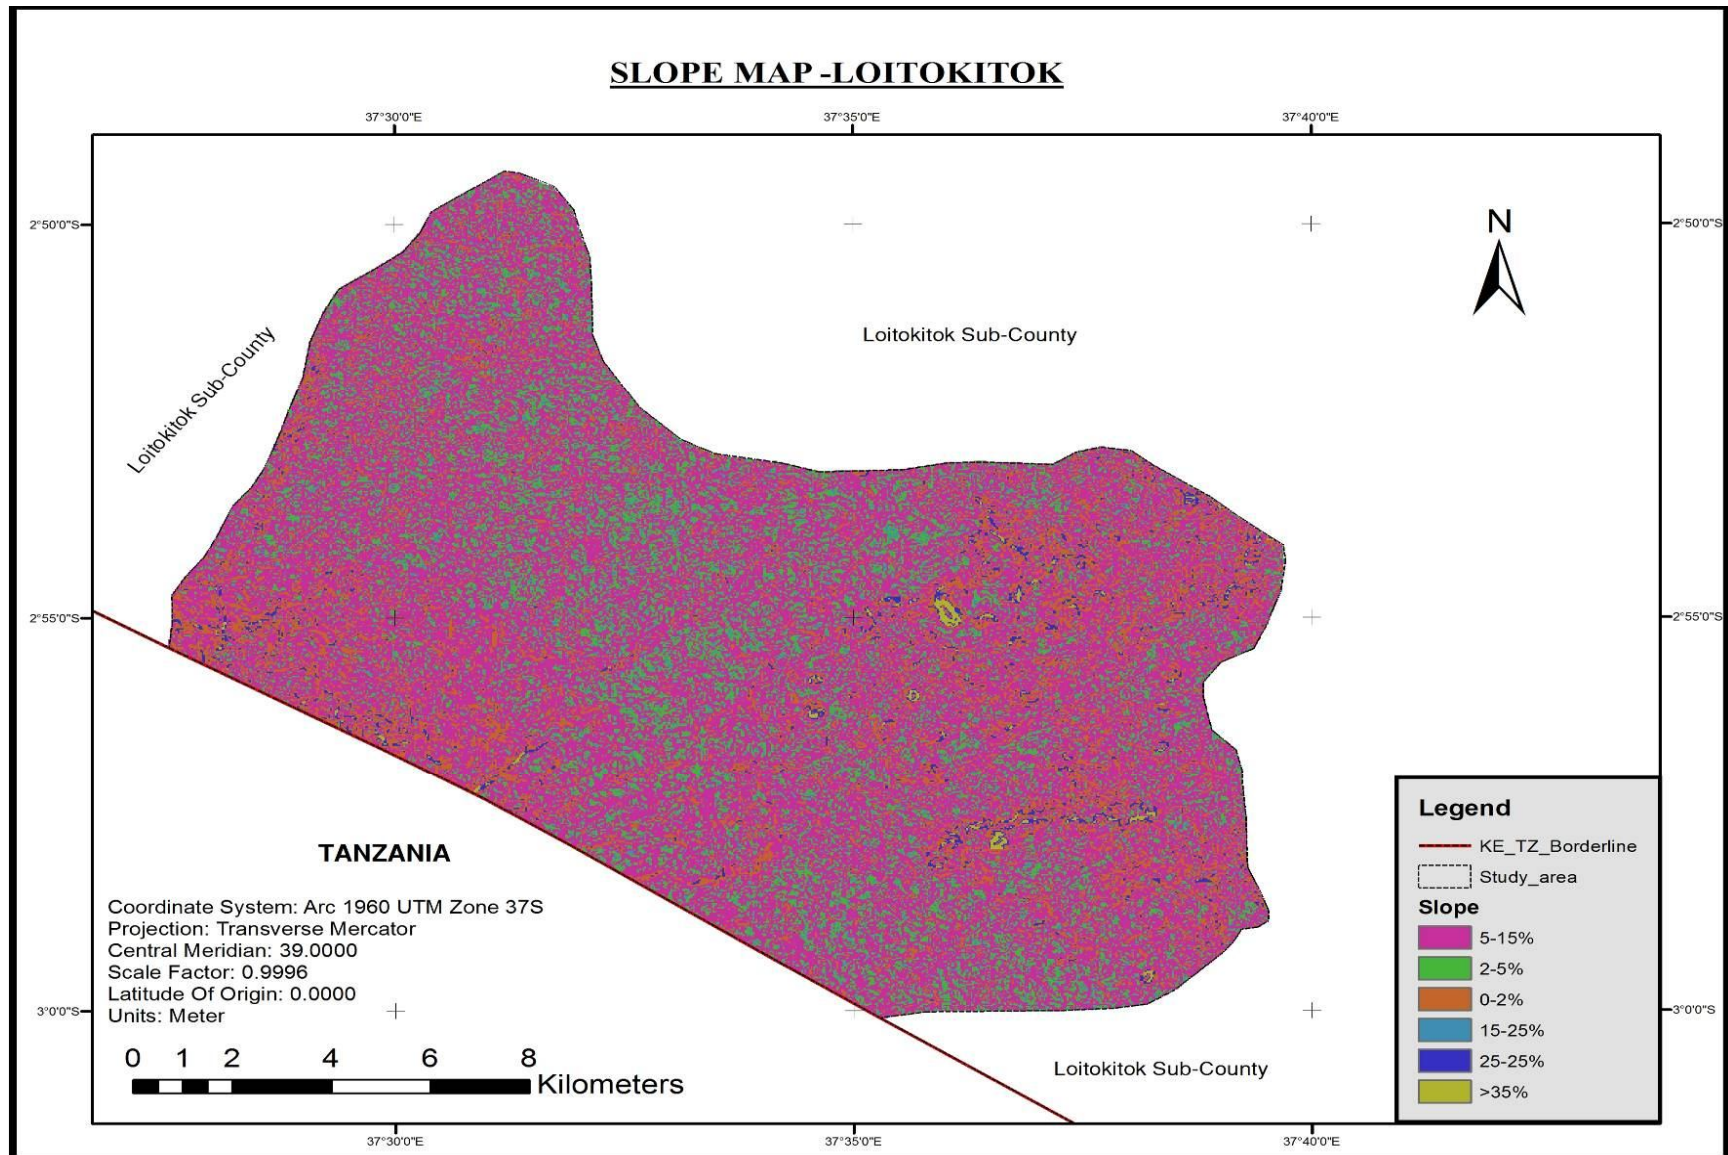 SLOPE MAP -LOITOKITOK
37°30'0"E
37°35'0"E
37°40'0"E
2°50'0"S
2°50'0"S
N
Loitokitok Sub-County
Loitokitok Sub-County
2°55'0"S
2°55'0"S
TANZANIA
Coordinate System: Arc 1960 UTM Zone 37S
Projection: Transverse Mercator
Central Meridian: 39.0000
Scale Factor: 0.9996
Latitude Of Origin: 0.0000
Units: Meter
3°0'0"S
3°0'0"S
0 1 2 4 6 8
Kilometers
Loitokitok Sub-County
Legend
KE_TZ_Borderline
Study_area
Slope
5-15%
2-5%
0-2%
15-25%
25-25%
>35%
37°30'0"E
37°35'0"E
37°40'0"E